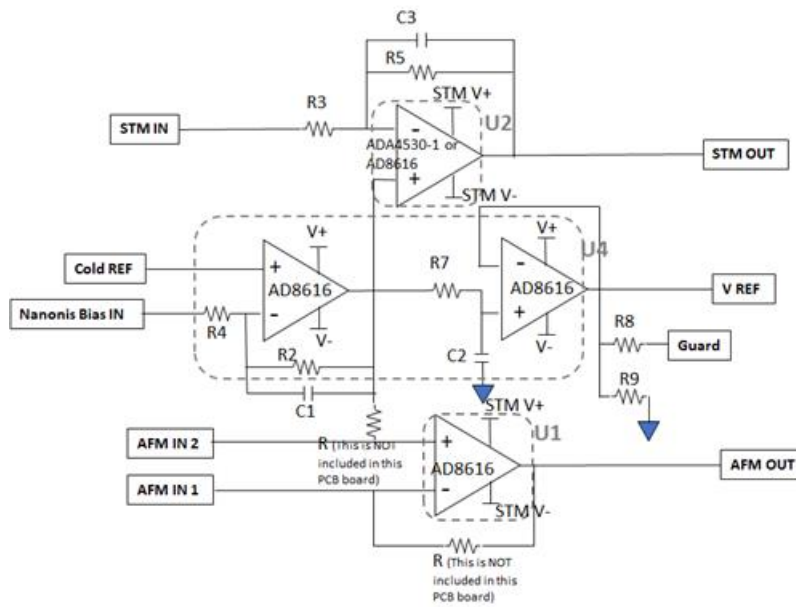 C3
R5
STM V+
R3
U2
STM IN
ADA4530-1 or
AD8616
STM OUT
STM V-
V+
V+
U4
Cold REF
AD8616
R7
AD8616
V REF
Nanonis Bias IN
R4
V-
V-
R8
Guard
R2
C2
R9
C1
STM V+
U1
AFM IN 2
R (This is NOT
included in this
PCB board)
AD8616
AFM OUT
AFM IN 1
STM V-
R (This is NOT
included in this
PCB board)